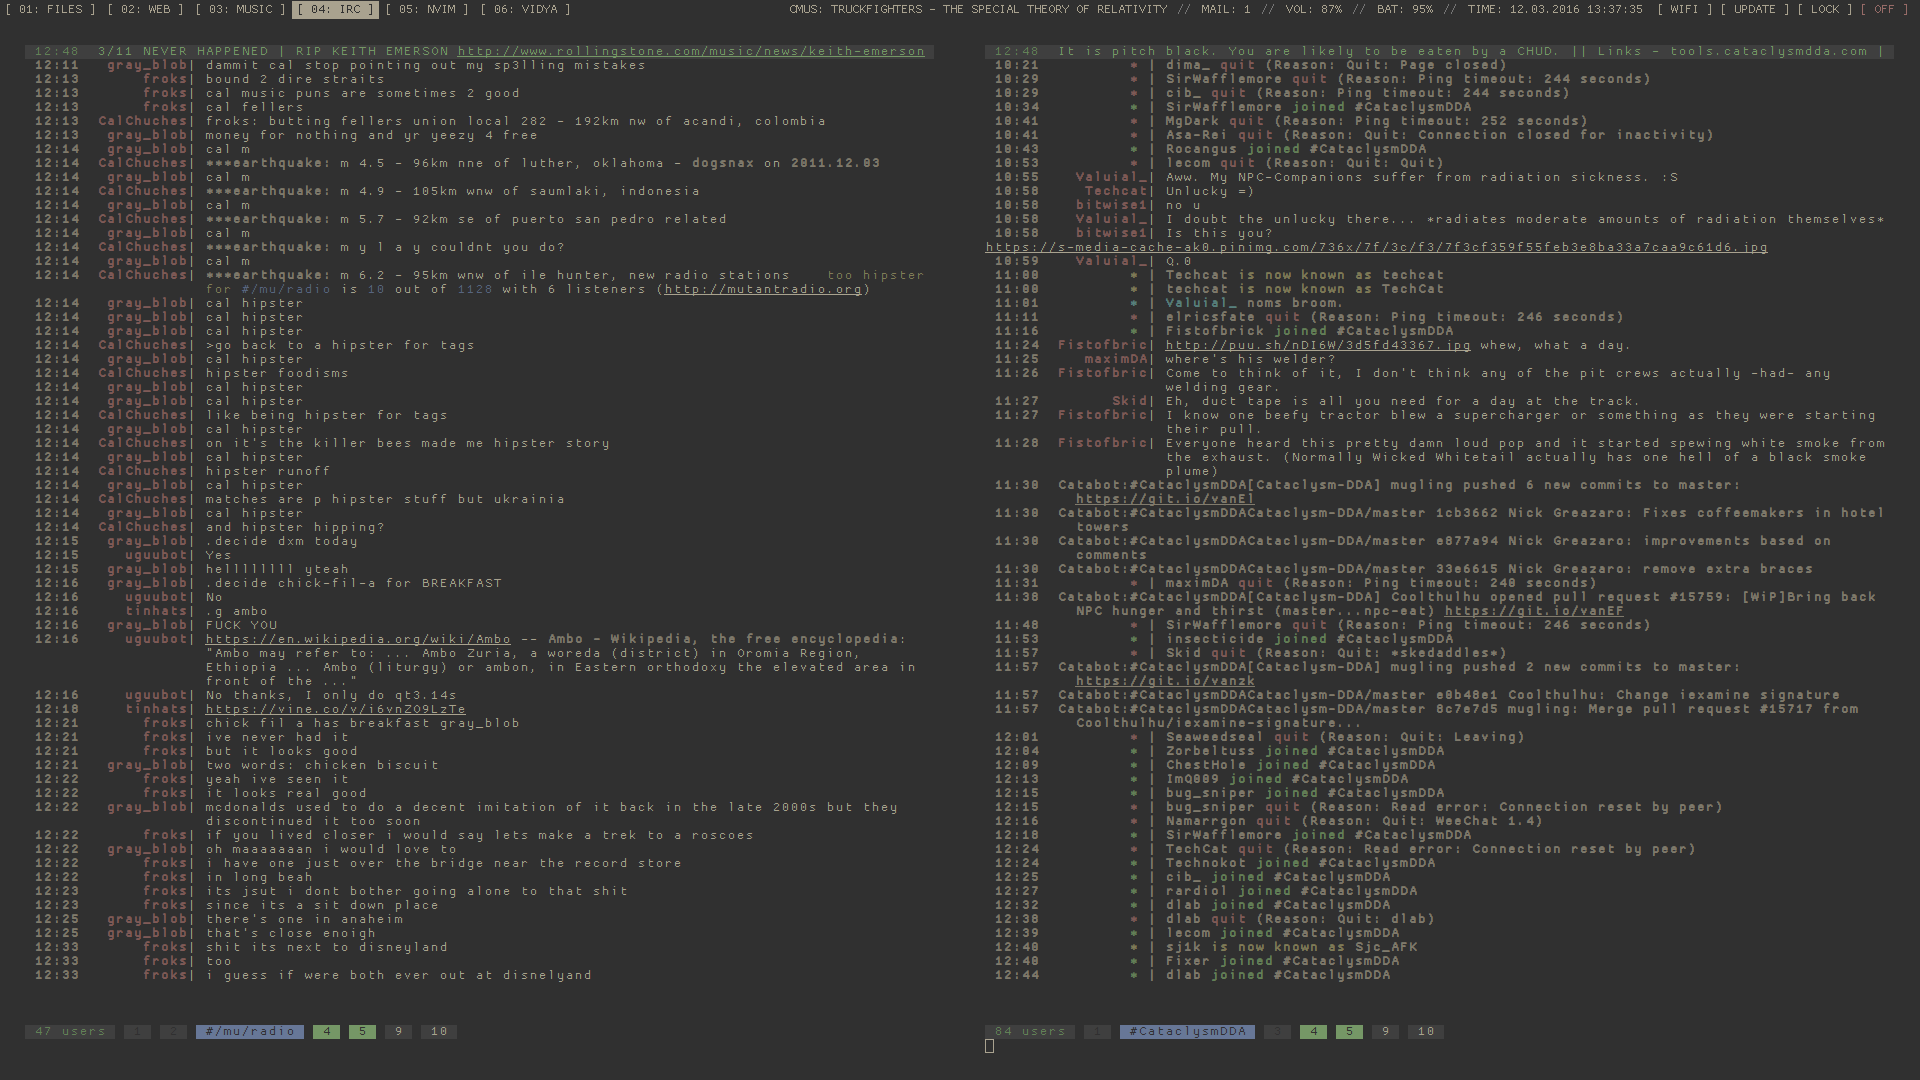 [ 01: FILES ] [ 02: WEB ] [ 03: MUSIC ] [ 04: IRC ] [ 05: NVIM ] [ 06: VIDYA ] CMUS: TRUCKFIGHTERS - THE SPECIAL THEORY OF RELATIVITY // MAIL: 1 // VOL: 87% // BAT: 95% // TIME: 12.03.2016 13:37:35 [ WIFI ] [ UPDATE ] [ LOCK ] [ OFF ]
12:48 3/11 NEVER HAPPENED | RIP KEITH EMERSON http://www.rollingstone.com/music/news/keith-emerson
12:11 gray_blob| dammit cal stop pointing out my sp3lling mistakes
12:13 froks| bound 2 dire straits
12:13 froks| cal music puns are sometimes 2 good
12:13 froks| cal fellers
12:13 CalChuches| froks: butting fellers union local 282 - 192km nw of acandi, colombia
12:13 gray_blob| money for nothing and yr yeezy 4 free
12:14 gray_blob| cal m
12:14 CalChuches| ***earthquake: m 4.5 - 96km nne of luther, oklahoma - dogsnax on 2011.12.03
12:14 gray_blob| cal m
12:14 CalChuches| ***earthquake: m 4.9 - 105km wnw of saumlaki, indonesia
12:14 gray_blob| cal m
12:14 CalChuches| ***earthquake: m 5.7 - 92km se of puerto san pedro related
12:14 gray_blob| cal m
12:14 CalChuches| ***earthquake: m y l a y couldnt you do?
12:14 gray_blob| cal m
12:14 CalChuches| ***earthquake: m 6.2 - 95km wnw of ile hunter, new radio stations too hipster
for #/mu/radio is 10 out of 1128 with 6 listeners (http://mutantradio.org)
12:14 gray_blob| cal hipster
12:14 gray_blob| cal hipster
12:14 CalChuches| cal hipster
12:14 CalChuches| >go back to a hipster for tags
12:14 gray_blob| cal hipster
12:14 CalChuches| hipster foodisms
12:14 gray_blob| cal hipster
12:14 gray_blob| cal hipster
12:14 CalChuches| like being hipster for tags
12:14 gray_blob| cal hipster
12:14 CalChuches| on it's the killer bees made me hipster story
12:14 gray_blob| cal hipster
12:14 CalChuches| hipster runoff
12:14 gray_blob| cal hipster
12:14 CalChuches| matches are p hipster stuff but ukrainia
12:14 gray_blob| cal hipster
12:14 CalChuches| and hipster hipping?
12:15 gray_blob| .decide dxm today
12:15 uguubot| Yes
12:15 gray_blob| hellllllll yteah
12:16 gray_blob| .decide chick-fil-a for BREAKFAST
12:16 uguubot| No
12:16 tinhats| .g ambo
12:16 gray_blob| FUCK YOU
12:16 uguubot| https://en.wikipedia.org/wiki/Ambo -- Ambo - Wikipedia, the free encyclopedia:
"Ambo may refer to: ... Ambo Zuria, a woreda (district) in Oromia Region,
Ethiopia ... Ambo (liturgy) or ambon, in Eastern orthodoxy the elevated area in
front of the ..."
12:16 uguubot| No thanks, I only do qt3.14s
12:18 tinhats| https://vine.co/v/i6vnZO9LzTe
12:21 froks| chick fil a has breakfast gray_blob
12:21 froks| ive never had it
12:21 froks| but it looks good
12:21 gray_blob| two words: chicken biscuit
12:22 froks| yeah ive seen it
12:22 froks| it looks real good
12:22 gray_blob| mcdonalds used to do a decent imitation of it back in the late 2000s but they
discontinued it too soon
12:22 froks| if you lived closer i would say lets make a trek to a roscoes
12:22 gray_blob| oh maaaaaaan i would love to
12:22 froks| i have one just over the bridge near the record store
12:22 froks| in long beah
12:23 froks| its jsut i dont bother going alone to that shit
12:23 froks| since its a sit down place
12:25 gray_blob| there's one in anaheim
12:25 gray_blob| that's close enoigh
12:33 froks| shit its next to disneyland
12:33 froks| too
12:33 froks| i guess if were both ever out at disnelyand
47 users 1 2 #/mu/radio 4 5 9 10
12:48 It is pitch black. You are likely to be eaten by a CHUD. || Links - tools.cataclysmdda.com |
10:21 * | dima_ quit (Reason: Quit: Page closed)
10:29 * | SirWafflemore quit (Reason: Ping timeout: 244 seconds)
10:29 * | cib_ quit (Reason: Ping timeout: 244 seconds)
10:34 * | SirWafflemore joined #CataclysmDDA
10:41 * | MgDark quit (Reason: Ping timeout: 252 seconds)
10:41 * | Asa-Rei quit (Reason: Quit: Connection closed for inactivity)
10:43 * | Rocangus joined #CataclysmDDA
10:53 * | lecom quit (Reason: Quit: Quit)
10:55 Valuial_| Aww. My NPC-Companions suffer from radiation sickness. :S
10:58 Techcat| Unlucky =)
10:58 bitwise1| no u
10:58 Valuial_| I doubt the unlucky there... *radiates moderate amounts of radiation themselves*
10:58 bitwise1| Is this you?
https://s-media-cache-ak0.pinimg.com/736x/7f/3c/f3/7f3cf359f55feb3e8ba33a7caa9c61d6.jpg
10:59 Valuial_| Q.0
11:00 * | Techcat is now known as techcat
11:00 * | techcat is now known as TechCat
11:01 * | Valuial_ noms broom.
11:11 * | elricsfate quit (Reason: Ping timeout: 246 seconds)
11:16 * | Fistofbrick joined #CataclysmDDA
11:24 Fistofbric| http://puu.sh/nDI6W/3d5fd43367.jpg whew, what a day.
11:25 maximDA| where's his welder?
11:26 Fistofbric| Come to think of it, I don't think any of the pit crews actually -had- any
welding gear.
11:27 Skid| Eh, duct tape is all you need for a day at the track.
11:27 Fistofbric| I know one beefy tractor blew a supercharger or something as they were starting
their pull.
11:28 Fistofbric| Everyone heard this pretty damn loud pop and it started spewing white smoke from
the exhaust. (Normally Wicked Whitetail actually has one hell of a black smoke
plume)
11:30 Catabot:#CataclysmDDA[Cataclysm-DDA] mugling pushed 6 new commits to master:
https://git.io/vanEl
11:30 Catabot:#CataclysmDDACataclysm-DDA/master 1cb3662 Nick Greazaro: Fixes coffeemakers in hotel
towers
11:30 Catabot:#CataclysmDDACataclysm-DDA/master e877a94 Nick Greazaro: improvements based on
comments
11:30 Catabot:#CataclysmDDACataclysm-DDA/master 33e6615 Nick Greazaro: remove extra braces
11:31 * | maximDA quit (Reason: Ping timeout: 240 seconds)
11:38 Catabot:#CataclysmDDA[Cataclysm-DDA] Coolthulhu opened pull request #15759: [WiP]Bring back
NPC hunger and thirst (master...npc-eat) https://git.io/vanEF
11:48 * | SirWafflemore quit (Reason: Ping timeout: 246 seconds)
11:53 * | insecticide joined #CataclysmDDA
11:57 * | Skid quit (Reason: Quit: *skedaddles*)
11:57 Catabot:#CataclysmDDA[Cataclysm-DDA] mugling pushed 2 new commits to master:
https://git.io/vanzk
11:57 Catabot:#CataclysmDDACataclysm-DDA/master e0b48e1 Coolthulhu: Change iexamine signature
11:57 Catabot:#CataclysmDDACataclysm-DDA/master 8c7e7d5 mugling: Merge pull request #15717 from
Coolthulhu/iexamine-signature...
12:01 * | Seaweedseal quit (Reason: Quit: Leaving)
12:04 * | Zorbeltuss joined #CataclysmDDA
12:09 * | ChestHole joined #CataclysmDDA
12:13 * | ImQ009 joined #CataclysmDDA
12:15 * | bug_sniper joined #CataclysmDDA
12:15 * | bug_sniper quit (Reason: Read error: Connection reset by peer)
12:16 * | Namarrgon quit (Reason: Quit: WeeChat 1.4)
12:18 * | SirWafflemore joined #CataclysmDDA
12:24 * | TechCat quit (Reason: Read error: Connection reset by peer)
12:24 * | Technokot joined #CataclysmDDA
12:25 * | cib_ joined #CataclysmDDA
12:27 * | rardiol joined #CataclysmDDA
12:32 * | dlab joined #CataclysmDDA
12:38 * | dlab quit (Reason: Quit: dlab)
12:39 * | lecom joined #CataclysmDDA
12:40 * | sj1k is now known as Sjc_AFK
12:40 * | Fixer joined #CataclysmDDA
12:44 * | dlab joined #CataclysmDDA
84 users 1 #CataclysmDDA 3 4 5 9 10